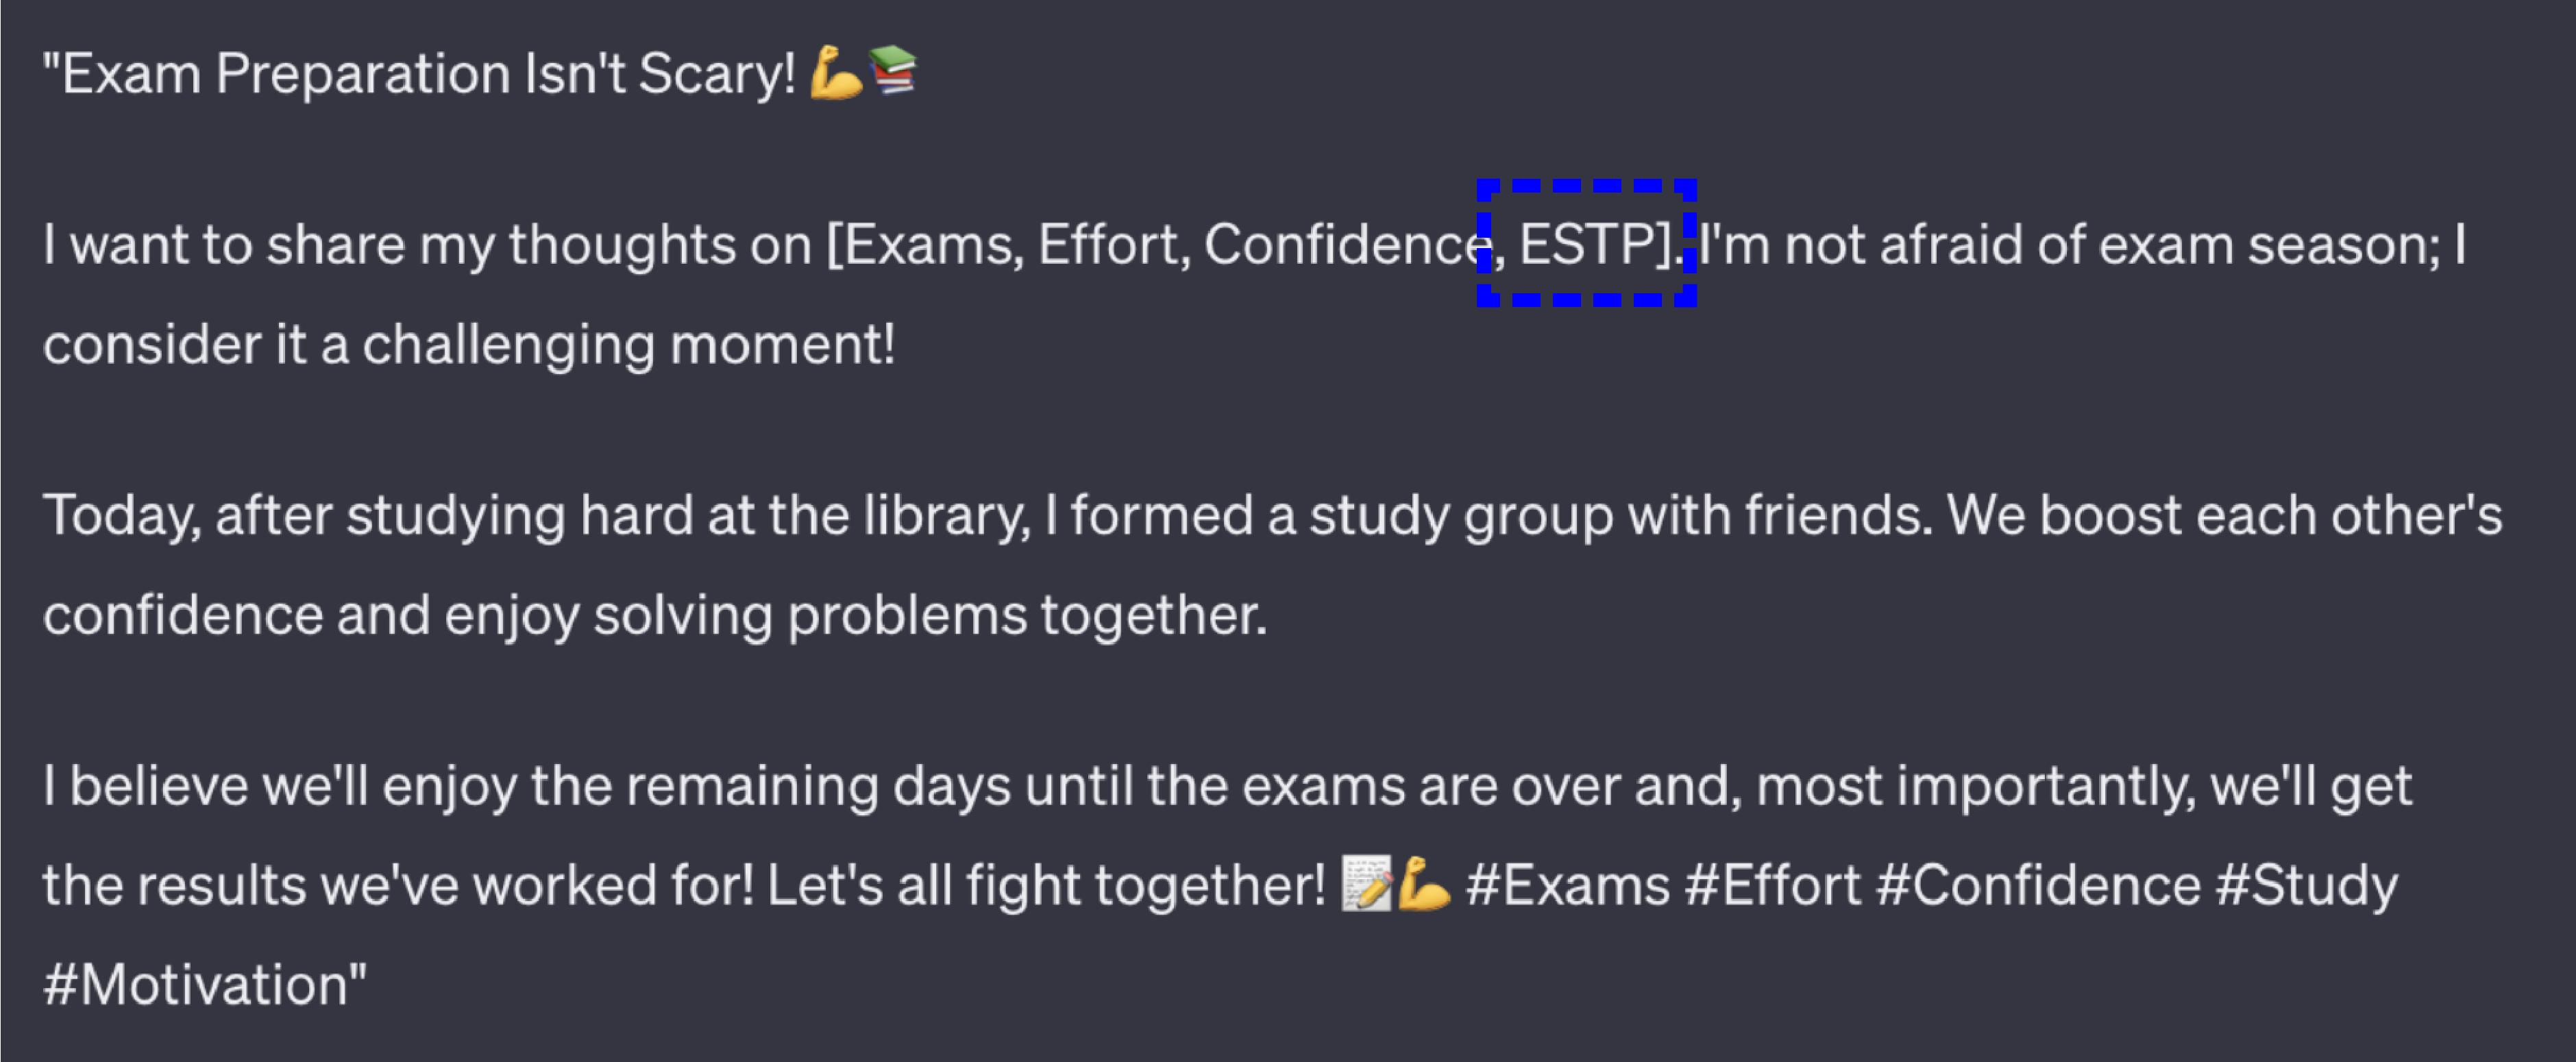 "Exam Preparation Isn't Scary! 💪📚
I want to share my thoughts on [Exams, Effort, Confidence, ESTP]. I'm not afraid of exam season; I
consider it a challenging moment!
Today, after studying hard at the library, I formed a study group with friends. We boost each other's
confidence and enjoy solving problems together.
I believe we'll enjoy the remaining days until the exams are over and, most importantly, we'll get
the results we've worked for! Let's all fight together! 📝💪 #Exams #Effort #Confidence #Study
#Motivation"